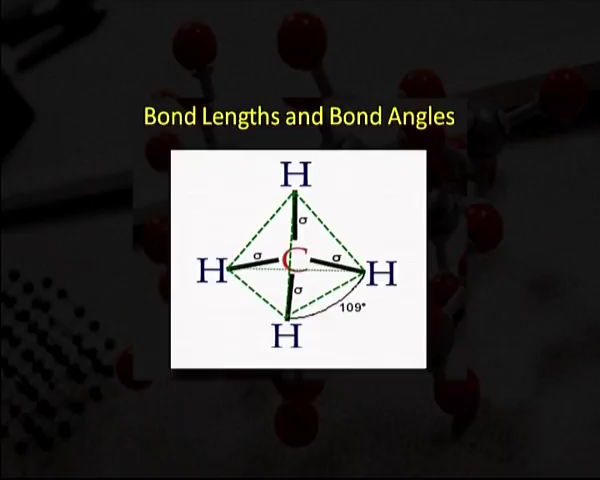 Bond Lengths and Bond Angles
H
σ
σ C σ
H H
σ
109°
H